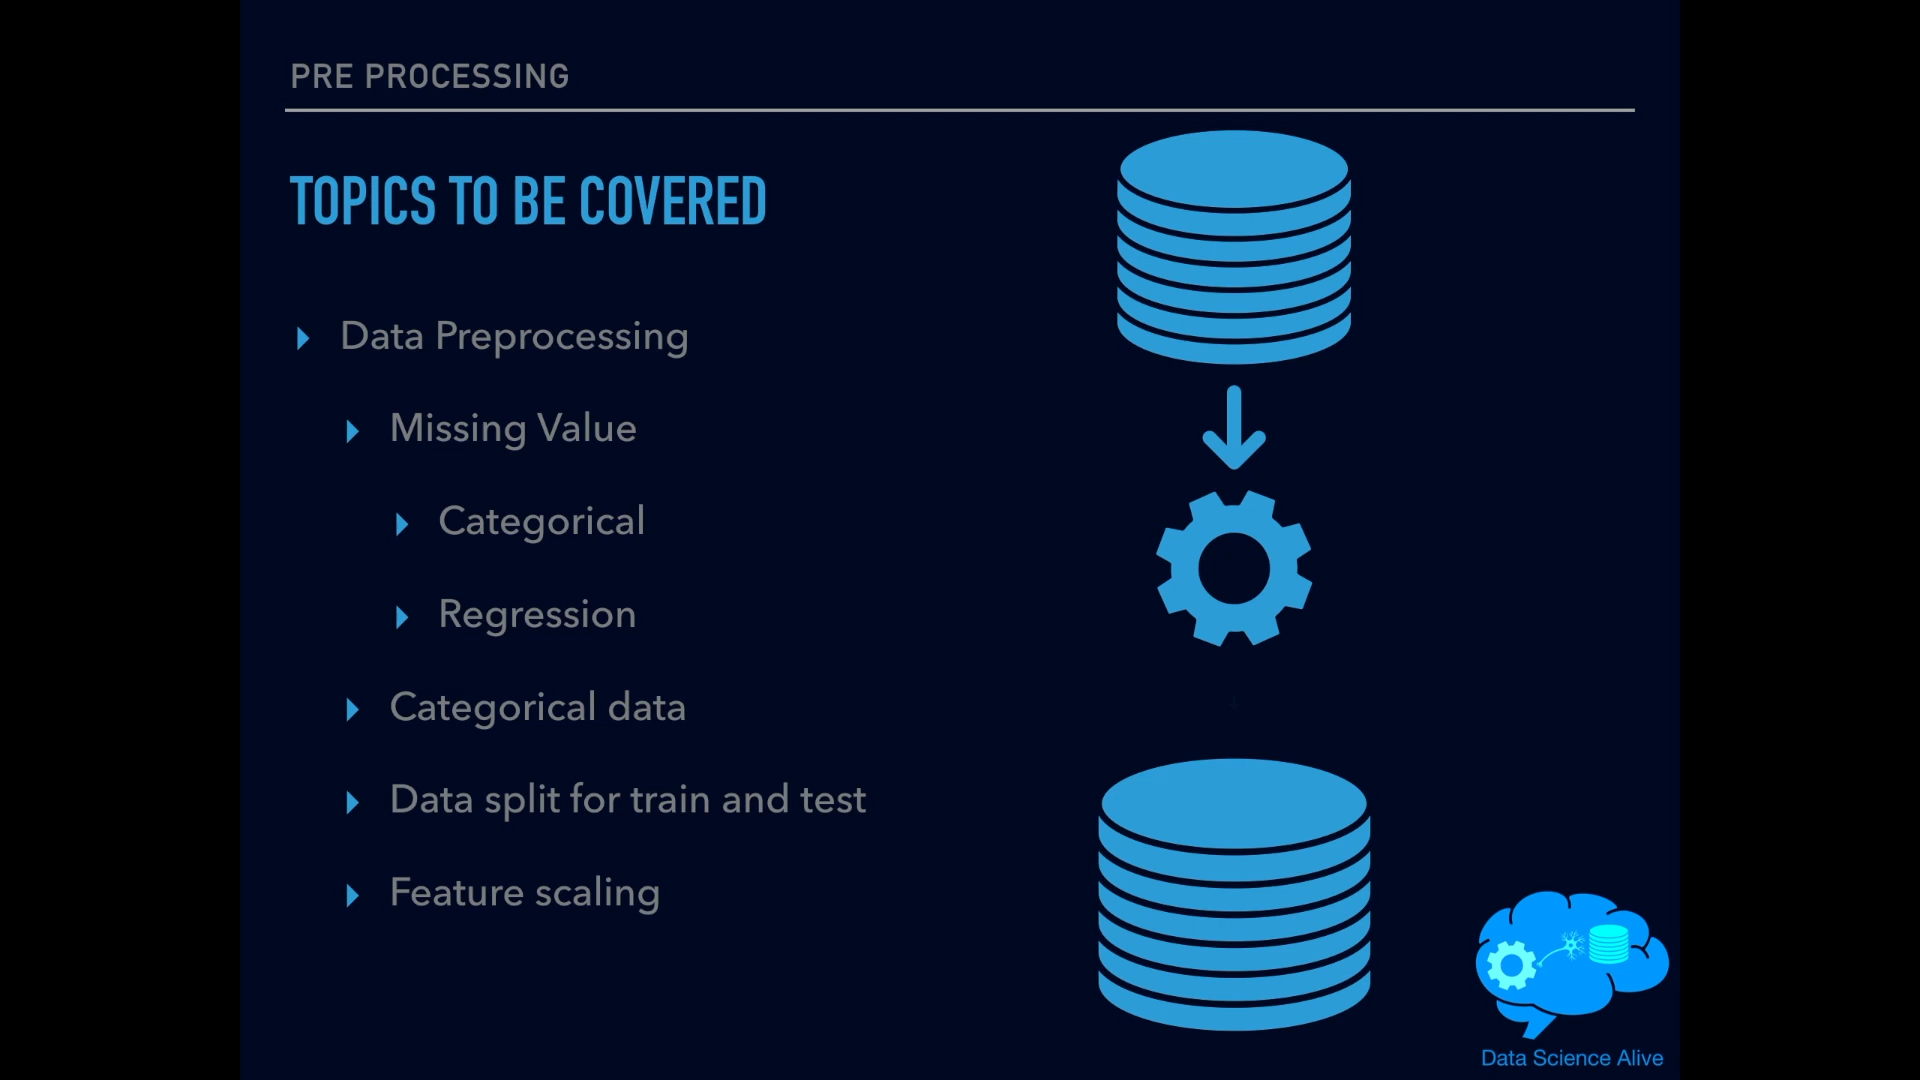 PRE PROCESSING
TOPICS TO BE COVERED
Data Preprocessing
Missing Value
Categorical
Regression
Categorical data
Data split for train and test
Feature scaling
Data Science Alive